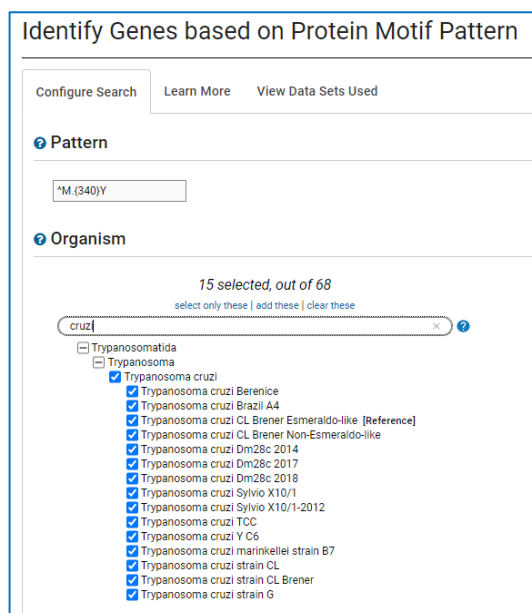 Identify Genes based on Protein Motif Pattern
Configure Search Learn More View Data Sets Used
? Pattern
^M.{340}Y
? Organism
15 selected, out of 68
select only these | add these | clear these
cruzi × ?
Trypanosomatida
Trypanosoma
Trypanosoma cruzi
Trypanosoma cruzi Berenice
Trypanosoma cruzi Brazil A4
Trypanosoma cruzi CL Brener Esmeraldo-like [Reference]
Trypanosoma cruzi CL Brener Non-Esmeraldo-like
Trypanosoma cruzi Dm28c 2014
Trypanosoma cruzi Dm28c 2017
Trypanosoma cruzi Dm28c 2018
Trypanosoma cruzi Sylvio X10/1
Trypanosoma cruzi Sylvio X10/1-2012
Trypanosoma cruzi TCC
Trypanosoma cruzi Y C6
Trypanosoma cruzi marinkellei strain B7
Trypanosoma cruzi strain CL
Trypanosoma cruzi strain CL Brener
Trypanosoma cruzi strain G